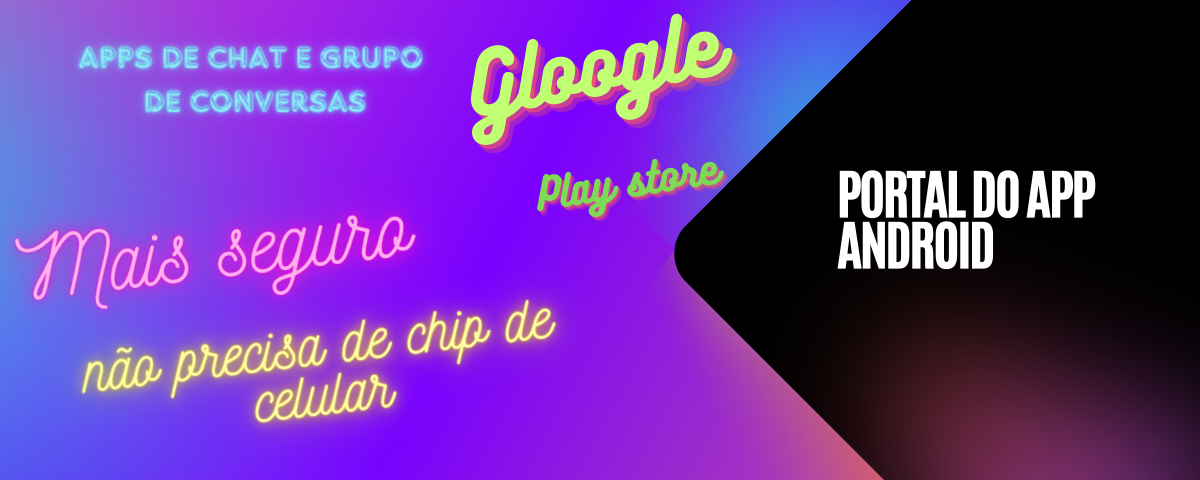 APPS DE CHAT E GRUPO
DE CONVERSAS
Gloogle
Play store
Mais seguro
não precisa de chip de
celular
PORTAL DO APP
ANDROID